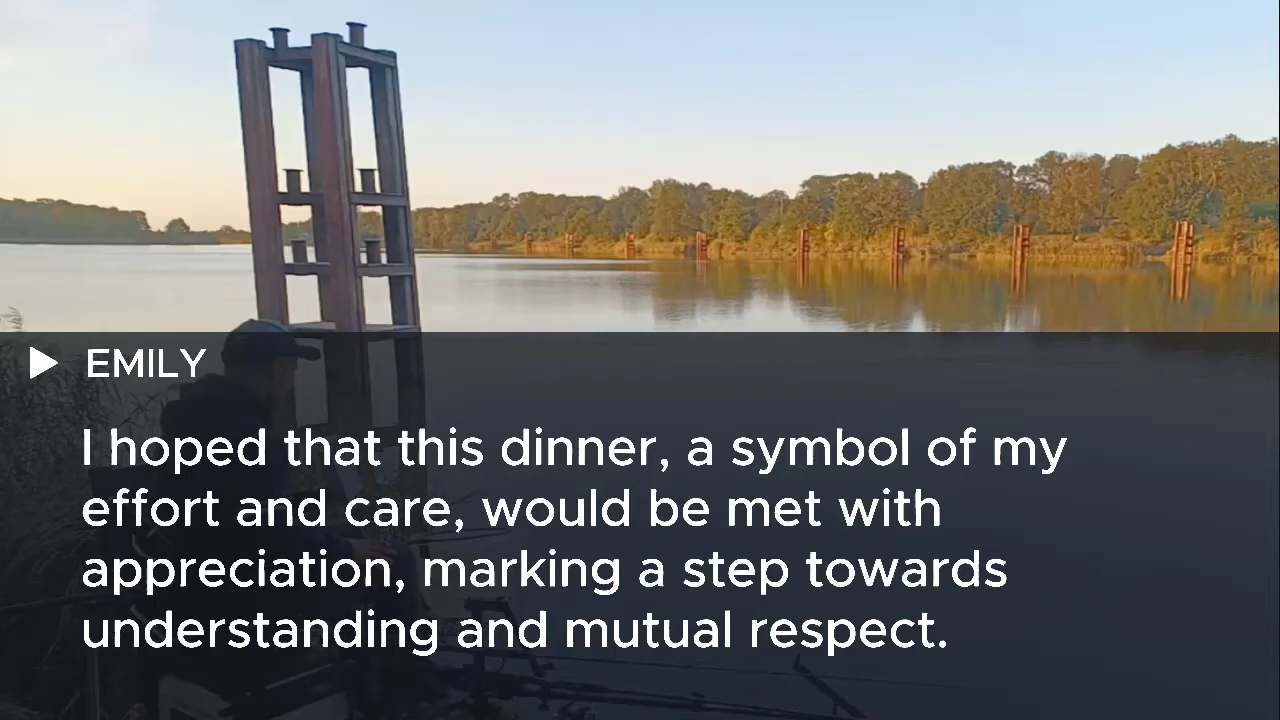 EMILY
I hoped that this dinner, a symbol of my
effort and care, would be met with
appreciation, marking a step towards
understanding and mutual respect.